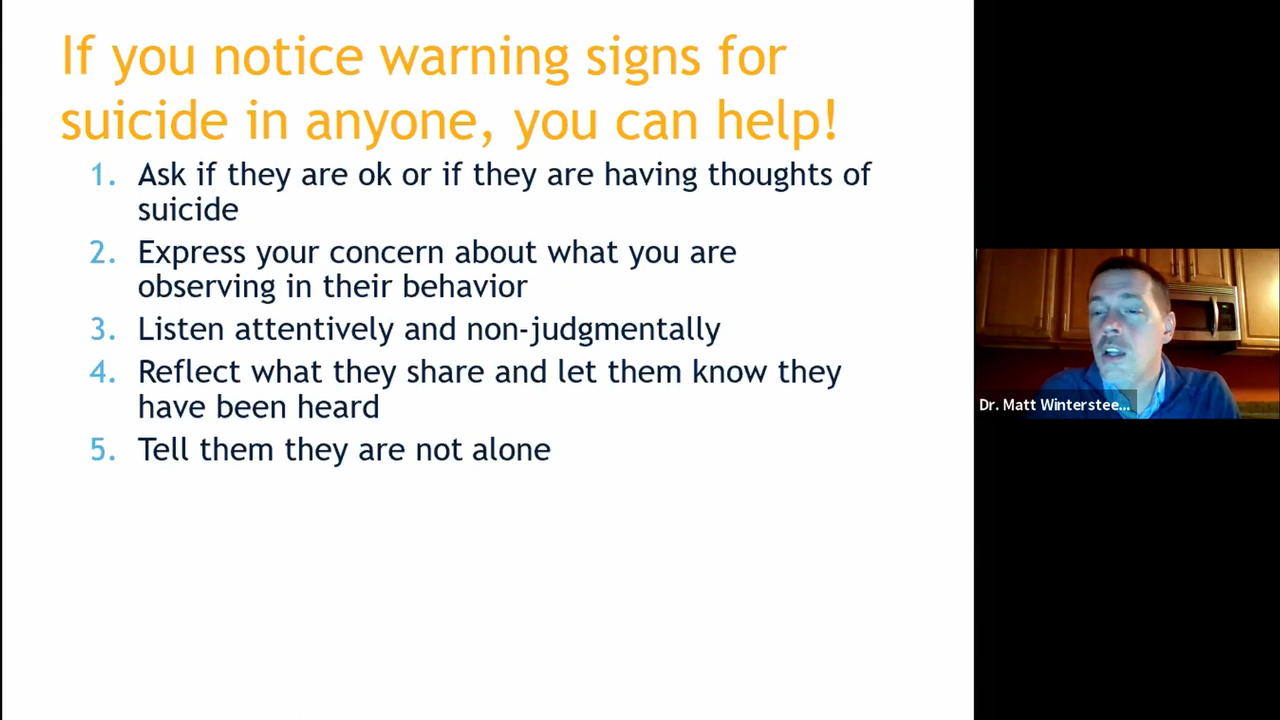 If you notice warning signs for
suicide in anyone, you can help!
1. Ask if they are ok or if they are having thoughts of
suicide
2. Express your concern about what you are
observing in their behavior
3. Listen attentively and non-judgmentally
4. Reflect what they share and let them know they
have been heard
5. Tell them they are not alone
Dr. Matt Winterstee...